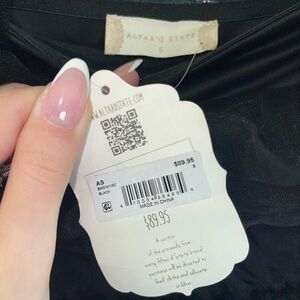 ALTAR'D STATE
S
WWW.ALTARDSTATE.COM
$89.95
S
AS
BLACK
MADE IN CHINA
$89.95
A portion
of the proceeds from
every Altar'd State brand
purchase will be donated to
feed, clothe and educate
children